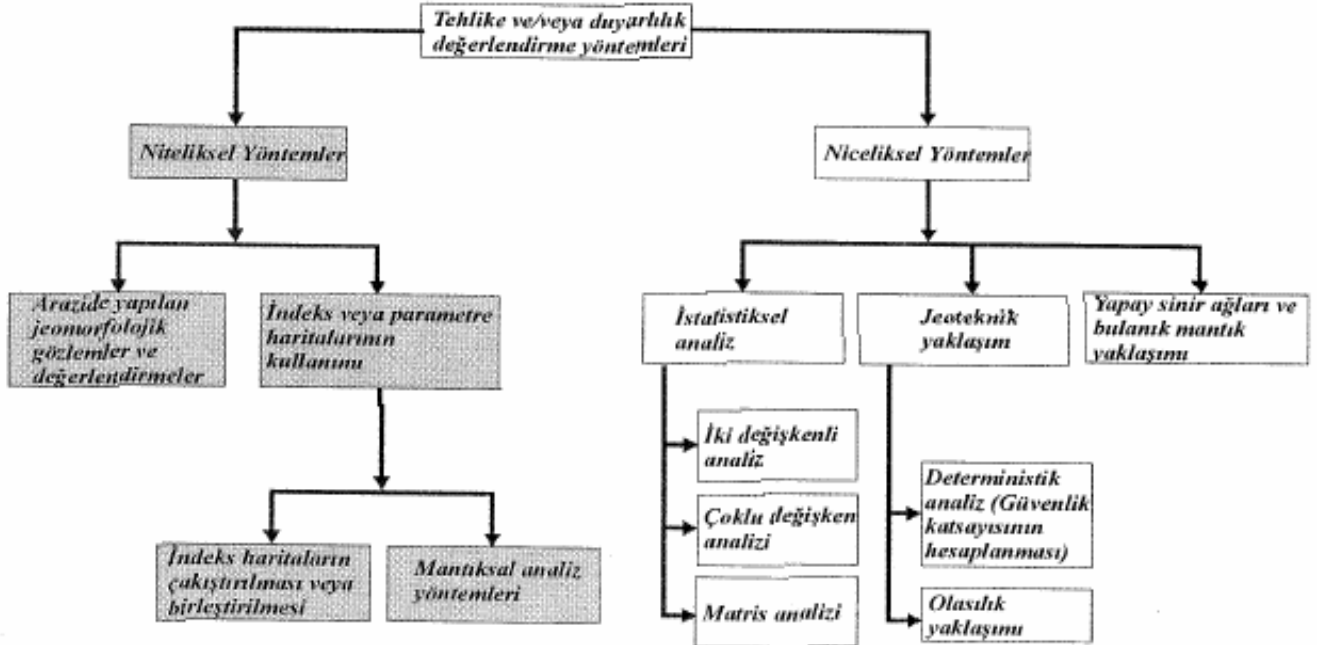 Tehlike ve/veya duyarlılık
değerlendirme yöntemleri
Niteliksel Yöntemler
Niceliksel Yöntemler
Arazide yapılan
jeomorfolojik
gözlemler ve
değerlendirmeler
İndeks veya parametre
haritalarının
kullanımı
İstatistiksel
analiz
Jeoteknik
yaklaşım
Yapay sinir ağları ve
bulanık mantık
yaklaşımı
İki değişkenli
analiz
Çoklu değişken
analizi
Matris analizi
Deterministik
analiz (Güvenlik
katsayısının
hesaplanması)
Olasılık
yaklaşımı
İndeks haritaların
çakıştırılması veya
birleştirilmesi
Mantıksal analiz
yöntemleri